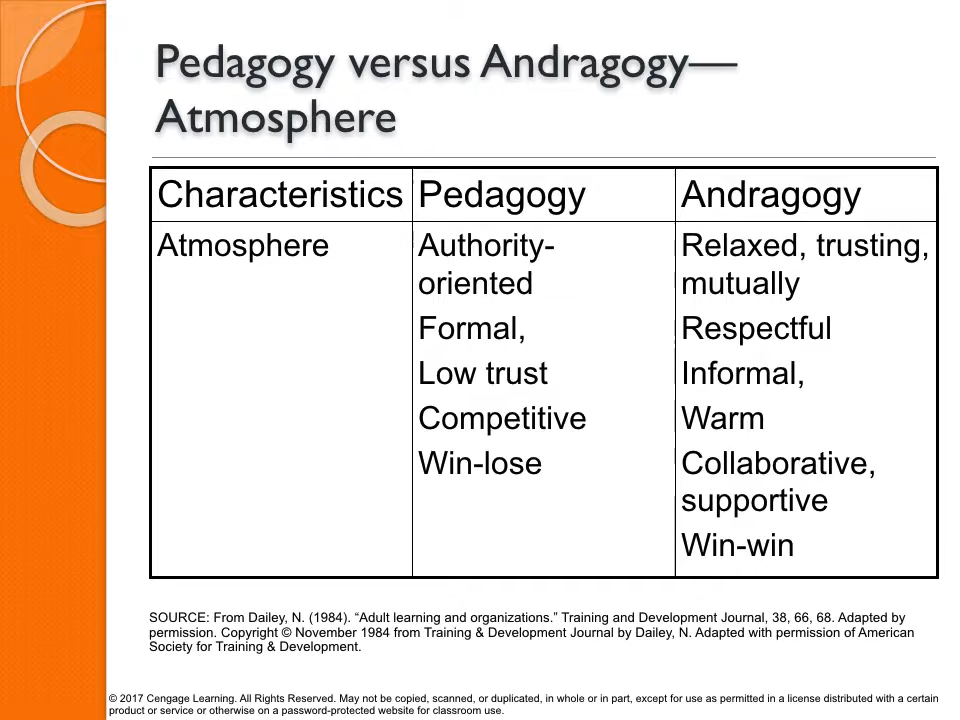 Pedagogy versus Andragogy—
Atmosphere
Characteristics Pedagogy Andragogy
Atmosphere
Authority-
oriented
Formal,
Low trust
Competitive
Win-lose
Relaxed, trusting,
mutually
Respectful
Informal,
Warm
Collaborative,
supportive
Win-win
SOURCE: From Dailey, N. (1984). “Adult learning and organizations.” Training and Development Journal, 38, 66, 68. Adapted by
permission. Copyright © November 1984 from Training & Development Journal by Dailey, N. Adapted with permission of American
Society for Training & Development.
© 2017 Cengage Learning. All Rights Reserved. May not be copied, scanned, or duplicated, in whole or in part, except for use as permitted in a license distributed with a certain
product or service or otherwise on a password-protected website for classroom use.